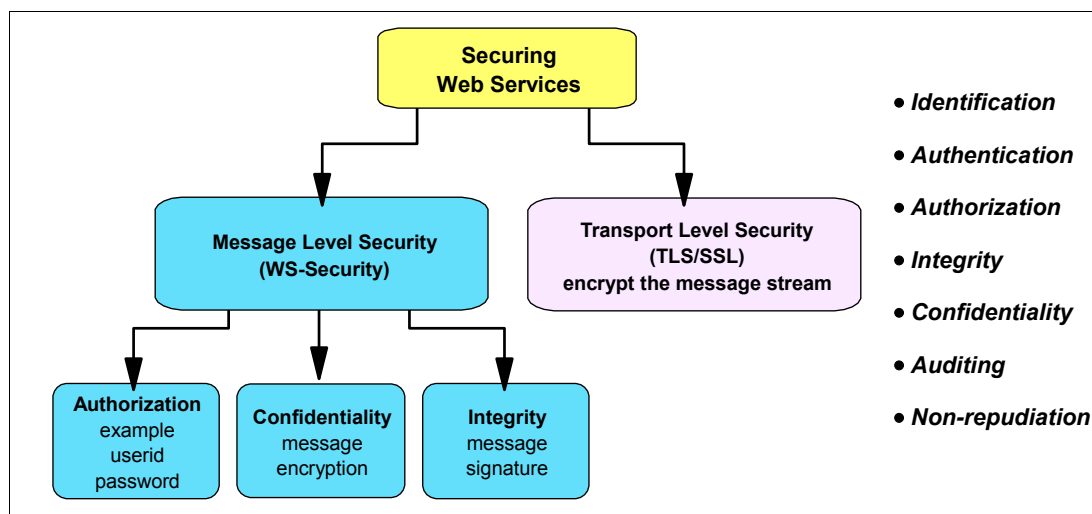 Securing
Web Services
Message Level Security
(WS-Security)
Transport Level Security
(TLS/SSL)
encrypt the message stream
Authorization
example
userid
password
Confidentiality
message
encryption
Integrity
message
signature
• Identification
• Authentication
• Authorization
• Integrity
• Confidentiality
• Auditing
• Non-repudiation